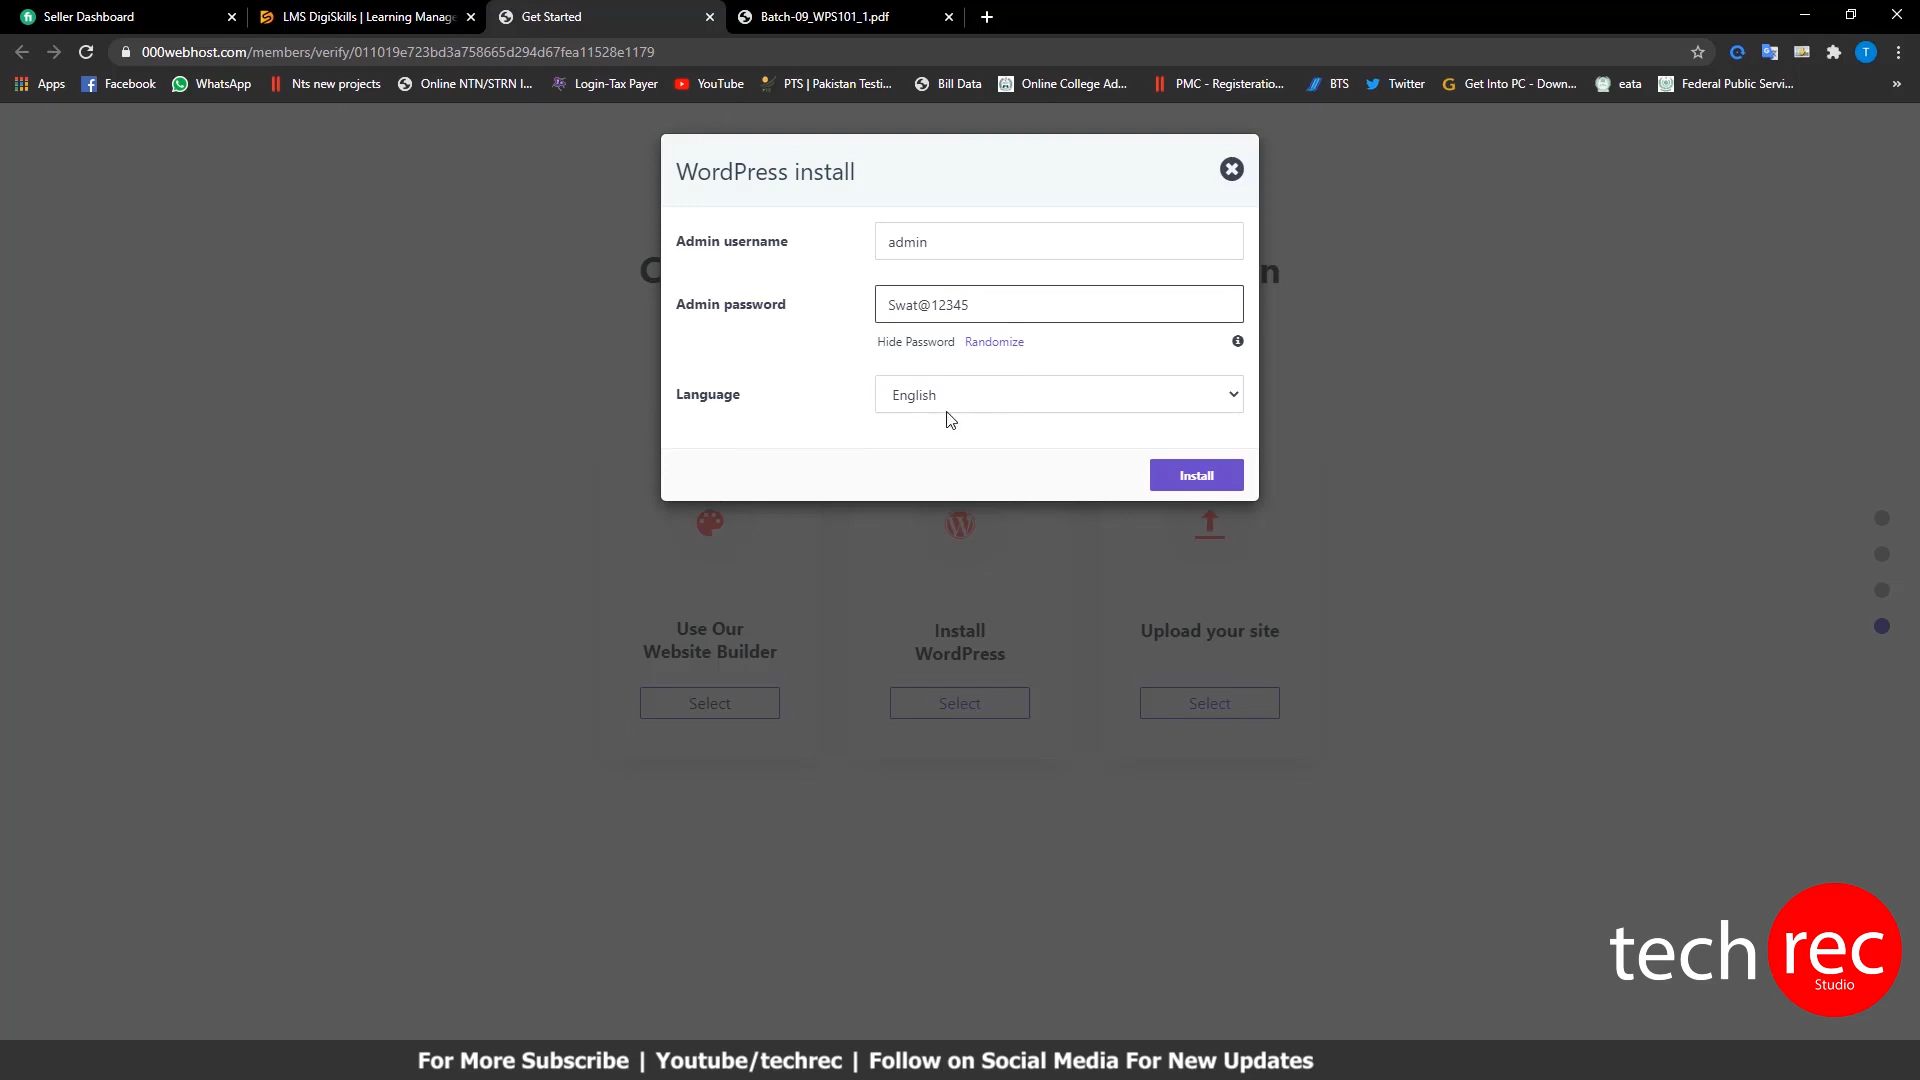 Seller Dashboard
LMS DigiSkills | Learning Manage
Get Started
Batch-09_WPS101_1.pdf
000webhost.com/members/verify/011019e723bd3a758665d294d67fea11528e1179
T
Apps
Facebook
WhatsApp
Nts new projects
Online NTN/STRN I...
Login-Tax Payer
YouTube
PTS | Pakistan Testi...
Bill Data
Online College Ad...
PMC - Registeratio...
BTS
Twitter
Get Into PC - Down...
eata
Federal Public Servi...
»
WordPress install
Admin username
admin
Admin password
Swat@12345
Hide Password Randomize
Language
English
Install
Use Our
Website Builder
Select
Install
WordPress
Select
Upload your site
Select
tech rec
Studio
For More Subscribe | Youtube/techrec | Follow on Social Media For New Updates